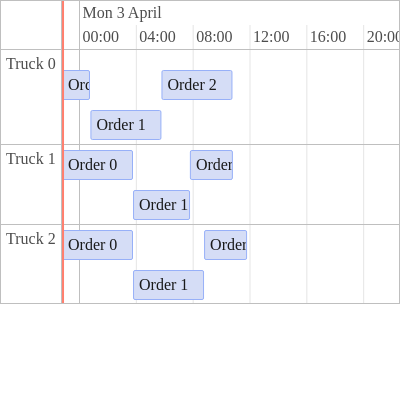 Mon 3 April
00:00 04:00 08:00 12:00 16:00 20:00
Truck 0
Order 2
Order 1
Truck 1
Order 0
Order 1
Truck 2
Order 0
Order 1